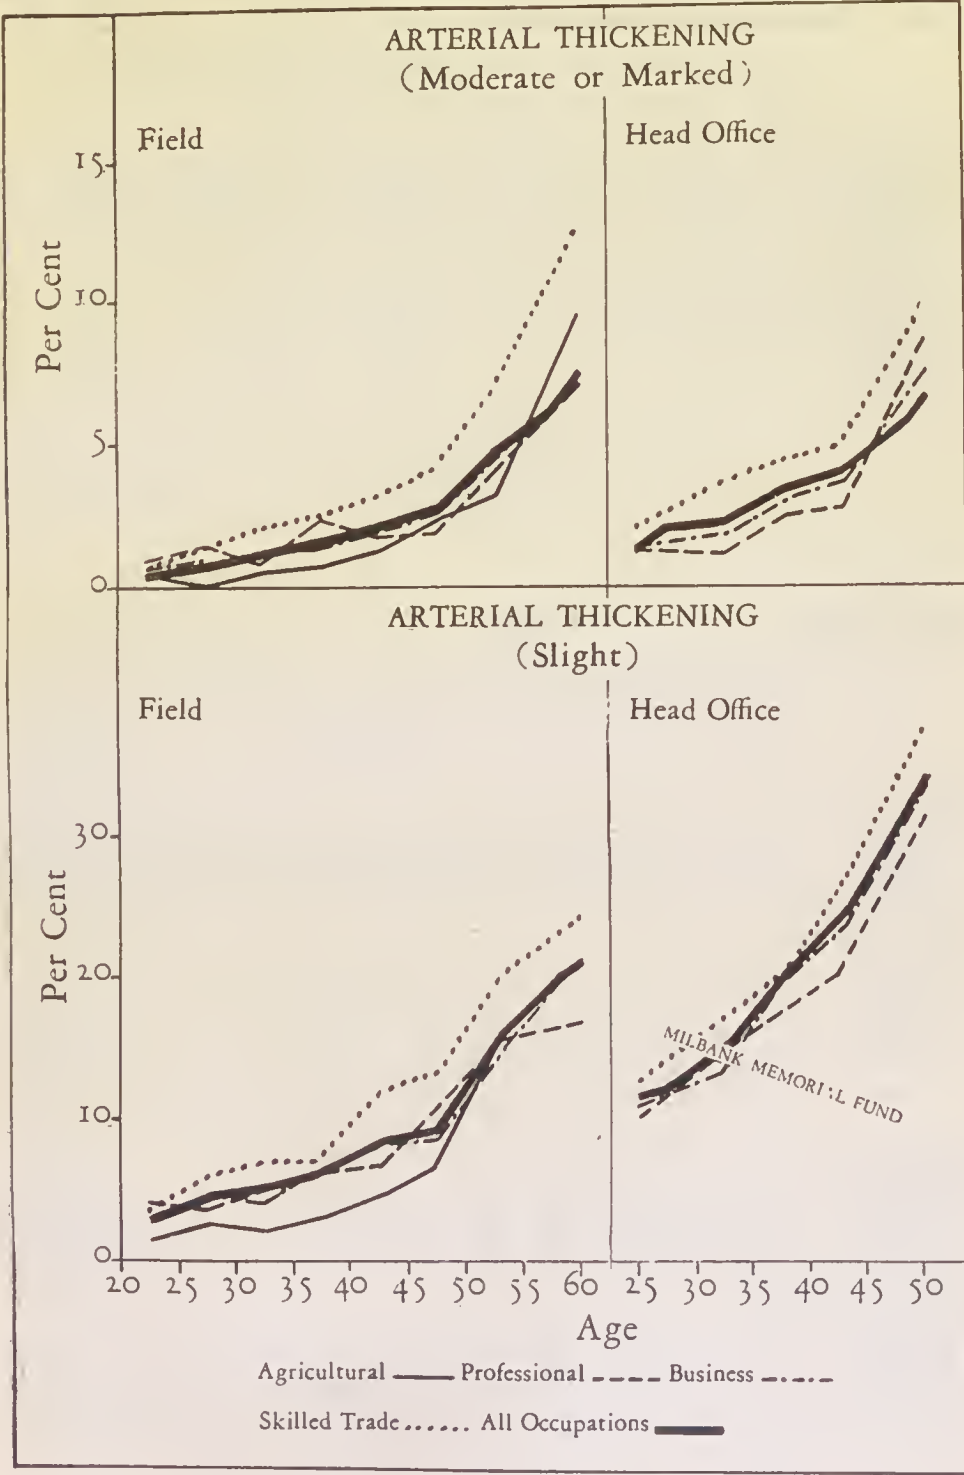 ARTERIAL THICKENING
(Moderate or Marked)
Field
Head Office
15
10
5
0
Per Cent
ARTERIAL THICKENING
(Slight)
Field
Head Office
30
20
10
0
Per Cent
20 25 30 35 40 45 50 55 60 25 30 35 40 45 50
Age
MILBANK MEMORIAL FUND
Agricultural Professional Business
Skilled Trade All Occupations